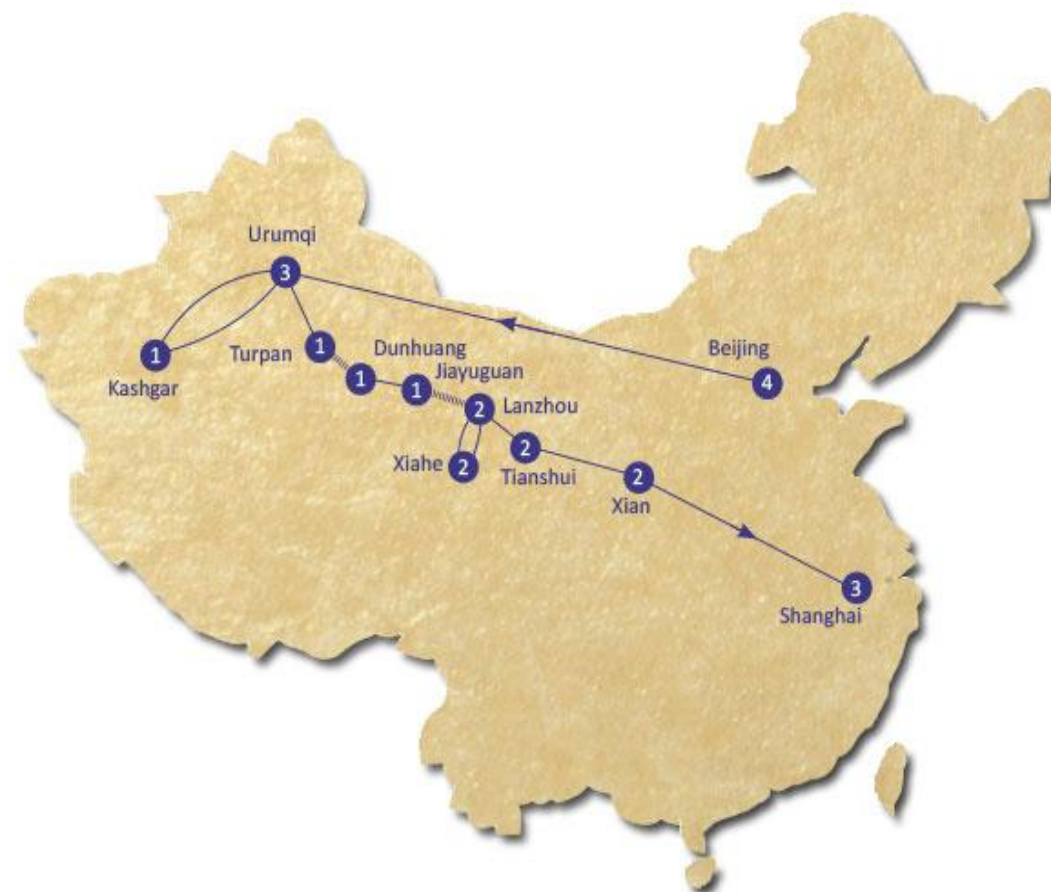 Urumqi
3
Beijing
4
1
Kashgar
Turpan
1
Dunhuang
1
Jiayuguan
1
2
Lanzhou
Xiahe
2
2
Tianshui
2
Xian
3
Shanghai